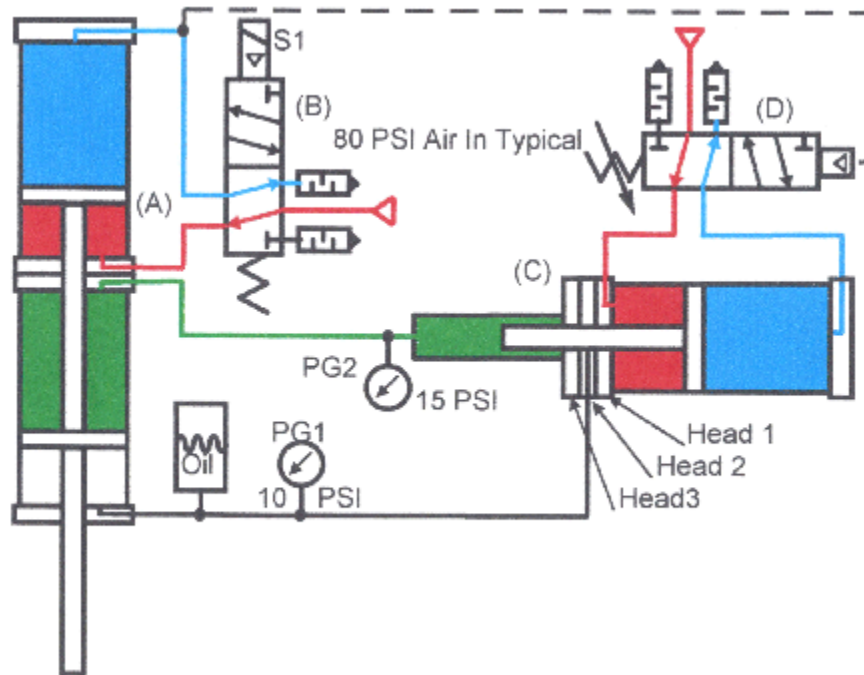 S1
(B)
(D)
80 PSI Air In Typical
(A)
(C)
PG2
15 PSI
Head 1
Head 2
Head3
Oil
PG1
10 PSI